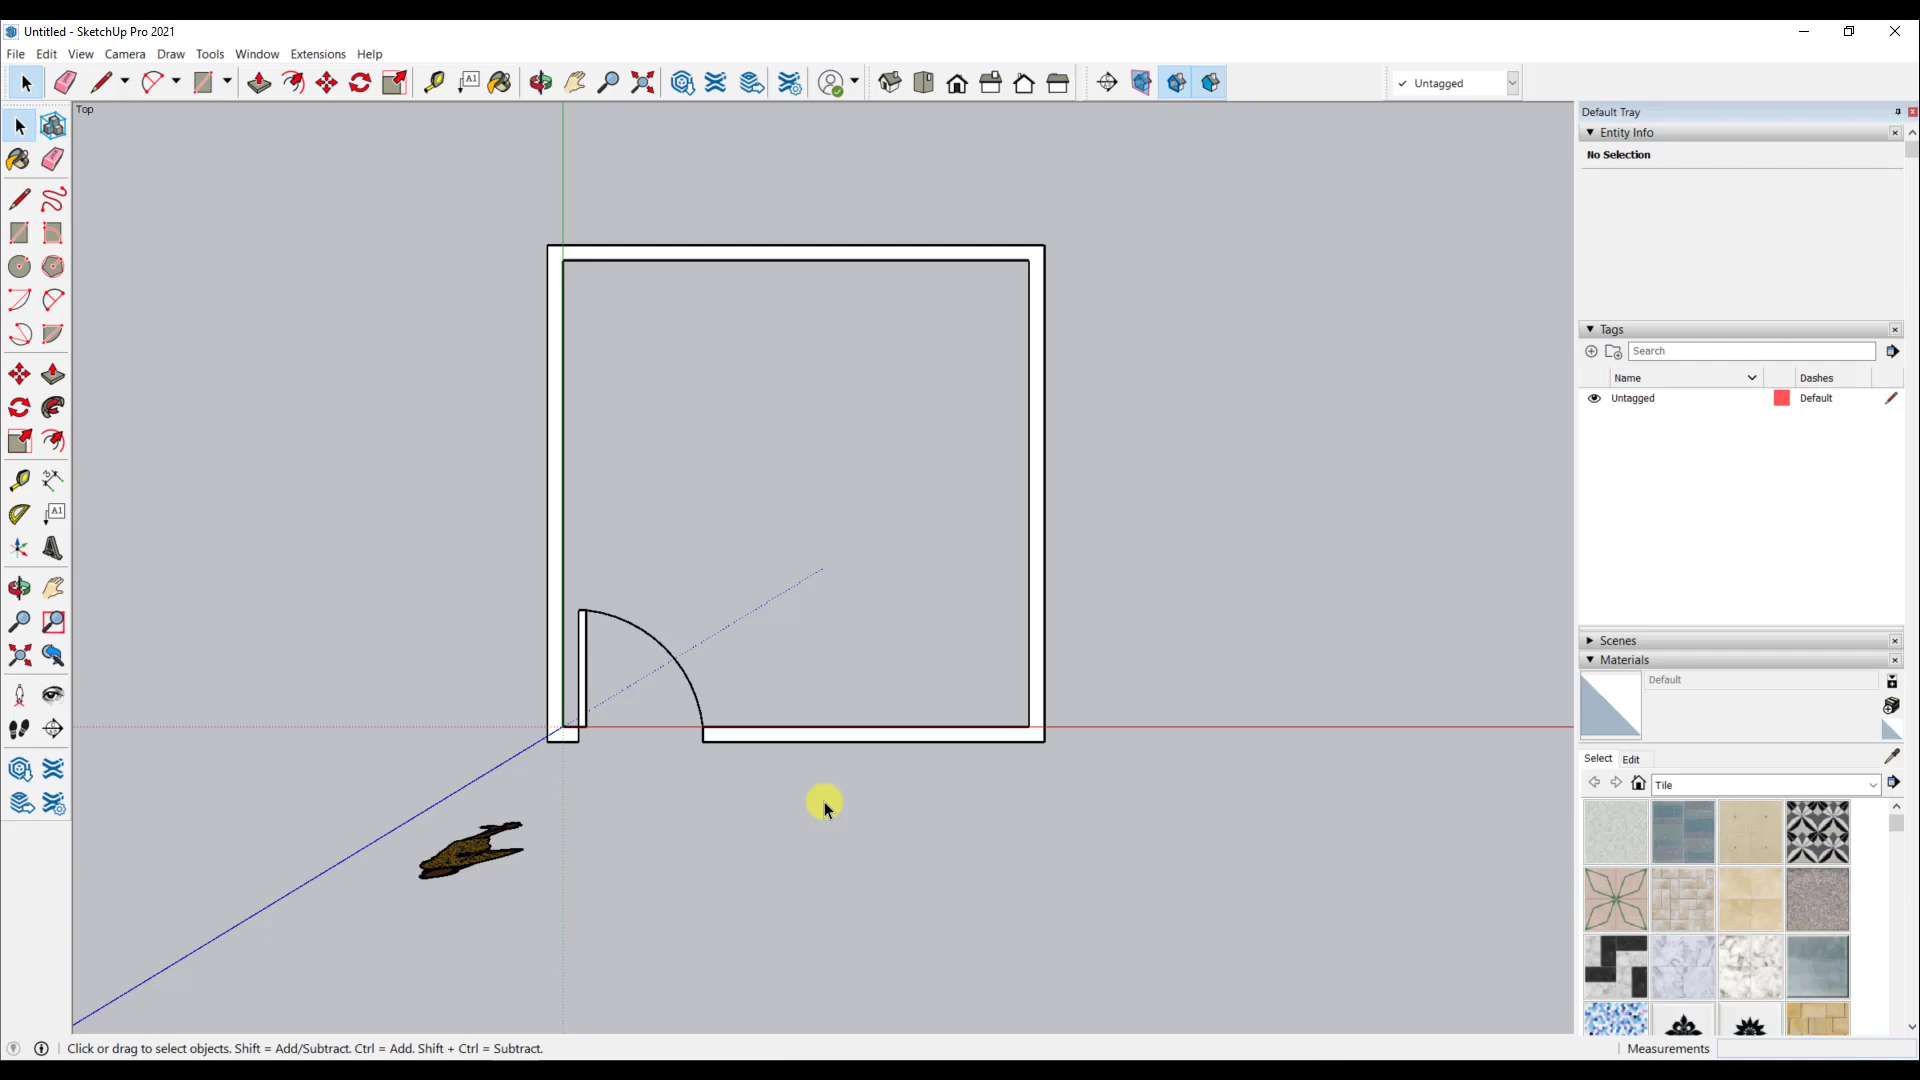 Untitled - SketchUp Pro 2021
File Edit View Camera Draw Tools Window Extensions Help
A1
✓ Untagged
Top
Default Tray
Entity Info
No Selection
Tags
Search
Name Dashes
Untagged Default
A1
Scenes
Materials
Default
Select Edit
Tile
Click or drag to select objects. Shift = Add/Subtract. Ctrl = Add. Shift + Ctrl = Subtract.
Measurements